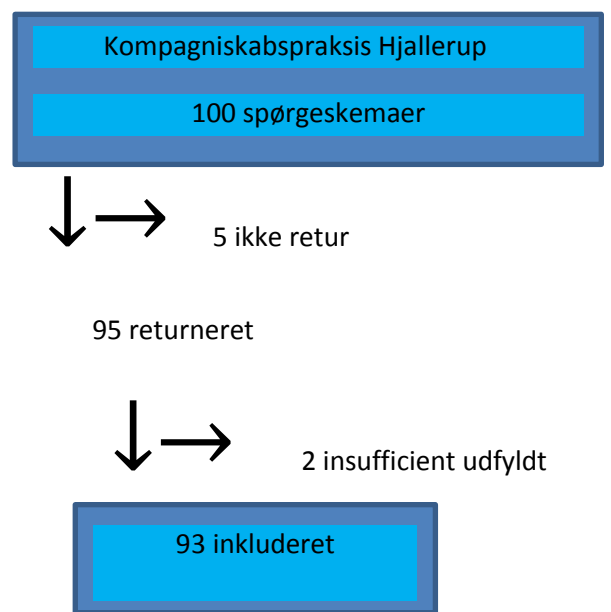 Kompagniskabspraksis Hjallerup
100 spørgeskemaer
5 ikke retur
95 returneret
2 insufficient udfyldt
93 inkluderet